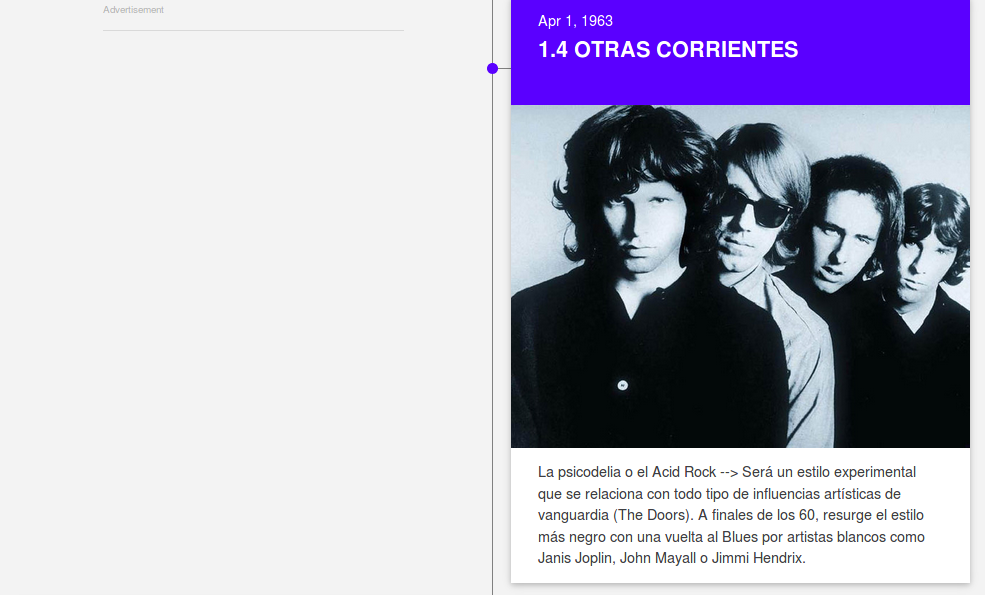 Advertisement
Apr 1, 1963
1.4 OTRAS CORRIENTES
La psicodelia o el Acid Rock --> Será un estilo experimental
que se relaciona con todo tipo de influencias artísticas de
vanguardia (The Doors). A finales de los 60, resurge el estilo
más negro con una vuelta al Blues por artistas blancos como
Janis Joplin, John Mayall o Jimmi Hendrix.